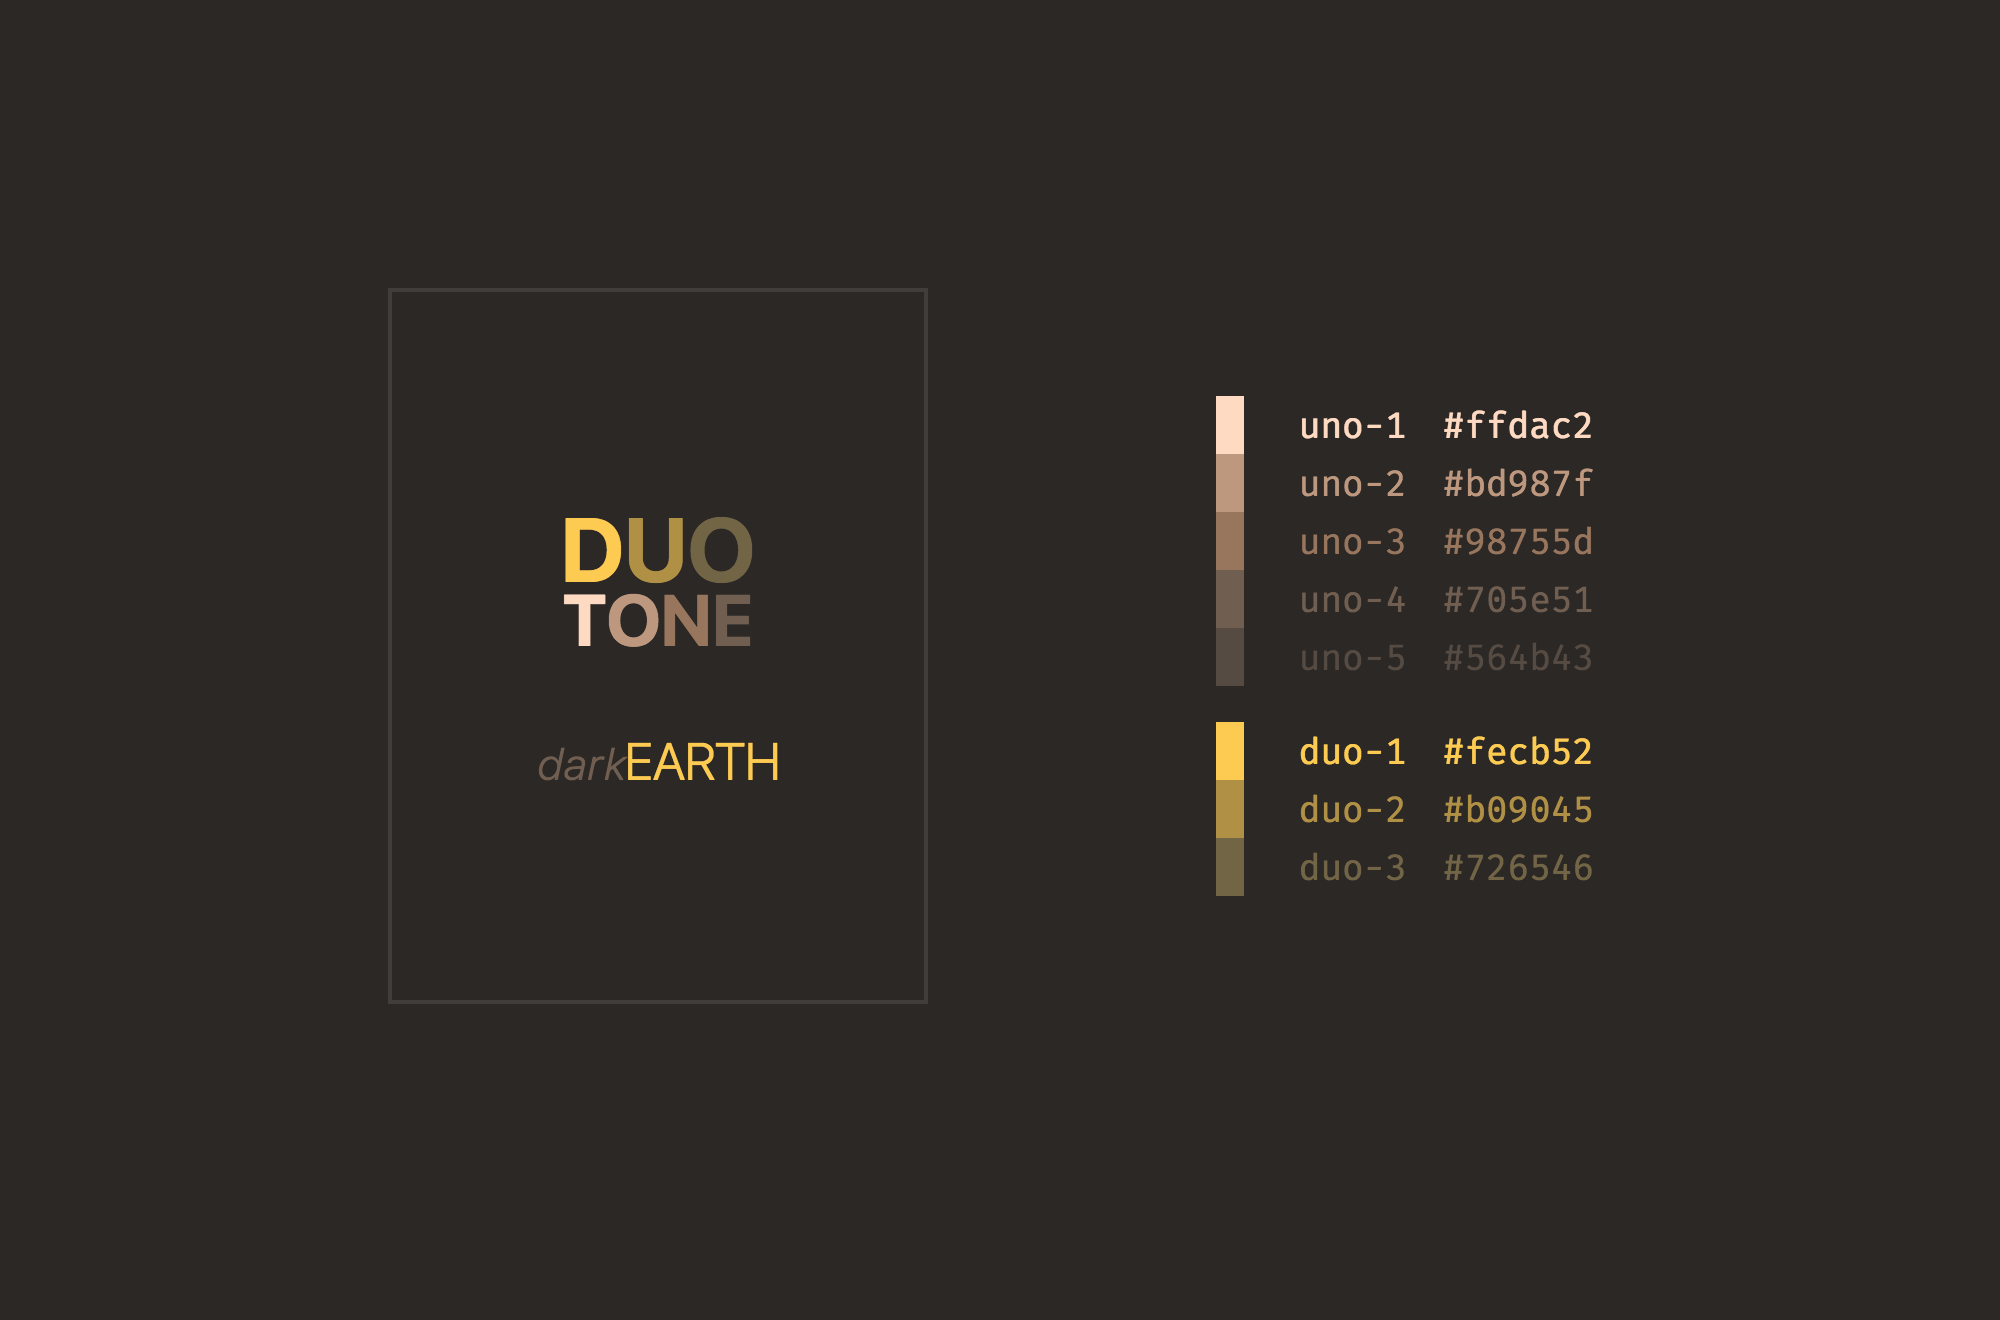 DUO
TONE
darkEARTH
uno-1 #ffdac2
uno-2 #bd987f
uno-3 #98755d
uno-4 #705e51
uno-5 #564b43
duo-1 #fecb52
duo-2 #b09045
duo-3 #726546